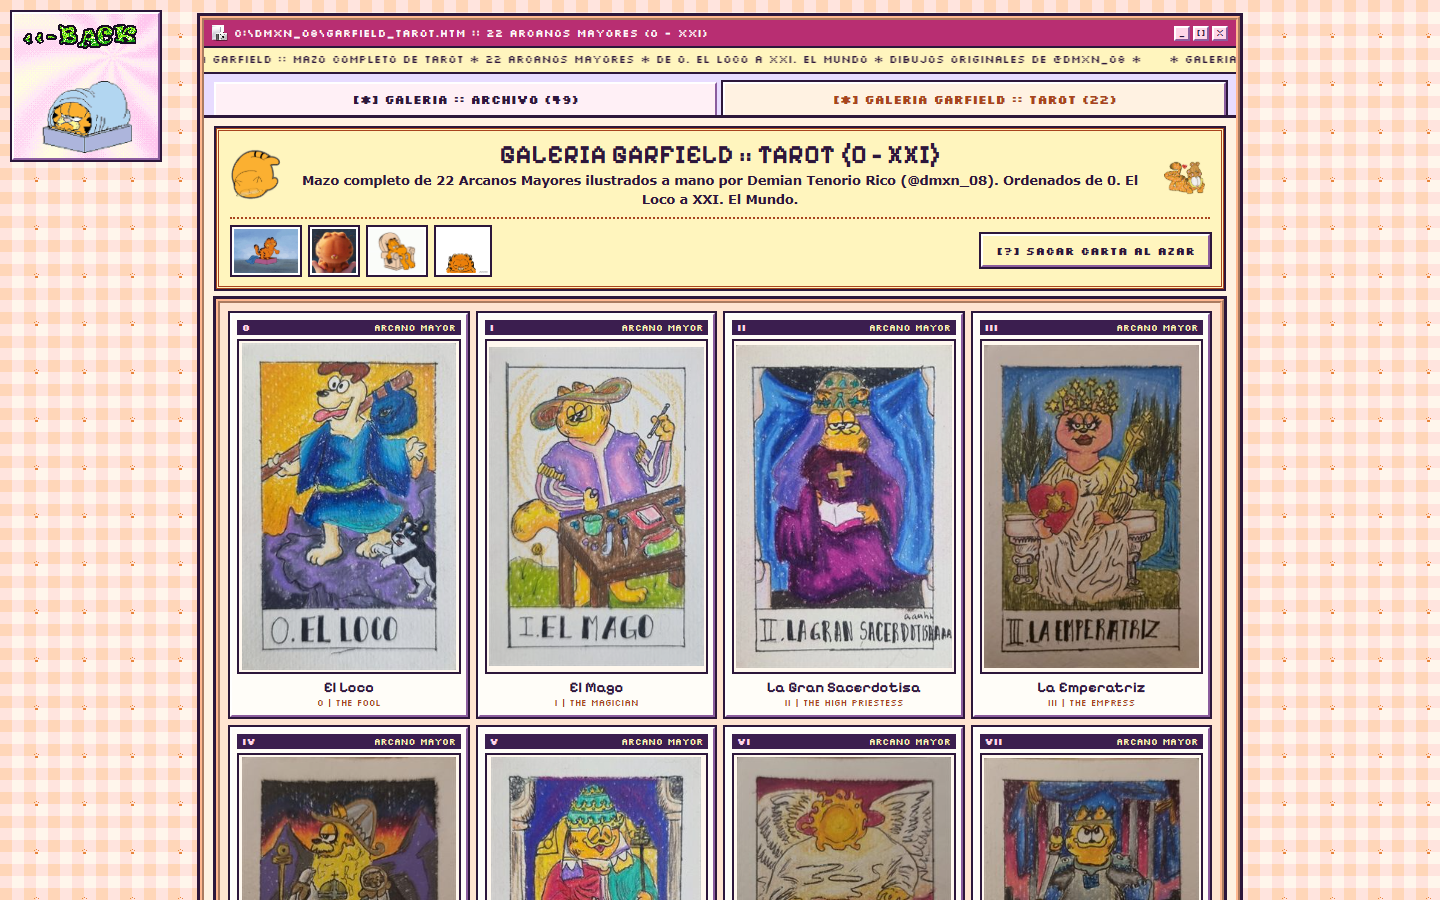 ‹‹-BACK
O:\DMXN_08\GARFIELD_TAROT.HTM :: 22 ARCANOS MAYORES (0 - XXI)
GARFIELD :: MAZO COMPLETO DE TAROT * 22 ARCANOS MAYORES * DE 0. EL LOCO A XXI. EL MUNDO * DIBUJOS ORIGINALES DE @DMXN_08 * * GALERIA
[*] GALERIA :: ARCHIVO (49)
[*] GALERIA GARFIELD :: TAROT (22)
GALERIA GARFIELD :: TAROT (0 - XXI)
Mazo completo de 22 Arcanos Mayores ilustrados a mano por Demian Tenorio Rico (@dmxn_08). Ordenados de 0. El
Loco a XXI. El Mundo.
[?] SACAR CARTA AL AZAR
0 ARCANO MAYOR
0. EL LOCO
El Loco
0 | THE FOOL
I ARCANO MAYOR
I. EL MAGO
El Mago
I | THE MAGICIAN
II ARCANO MAYOR
aaahh
II. LA GRAN SACERDOTISAAAA
La Gran Sacerdotisa
II | THE HIGH PRIESTESS
III ARCANO MAYOR
III. LA EMPERATRIZ
La Emperatriz
III | THE EMPRESS
IV ARCANO MAYOR
V ARCANO MAYOR
VI ARCANO MAYOR
VII ARCANO MAYOR